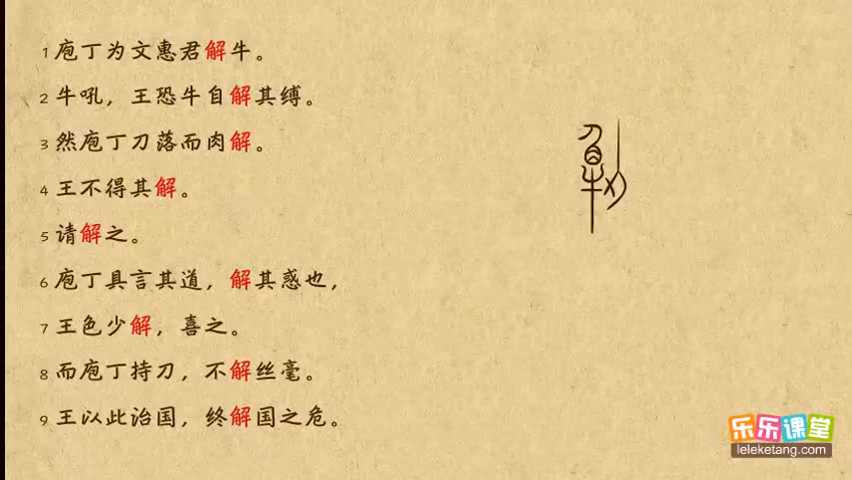 1 庖丁为文惠君解牛。
2 牛吼，王恐牛自解其缚。
3 然庖丁刀落而肉解。
4 王不得其解。
5 请解之。
6 庖丁具言其道，解其惑也，
7 王色少解，喜之。
8 而庖丁持刀，不解丝毫。
9 王以此治国，终解国之危。
乐乐课堂
leleketang.com